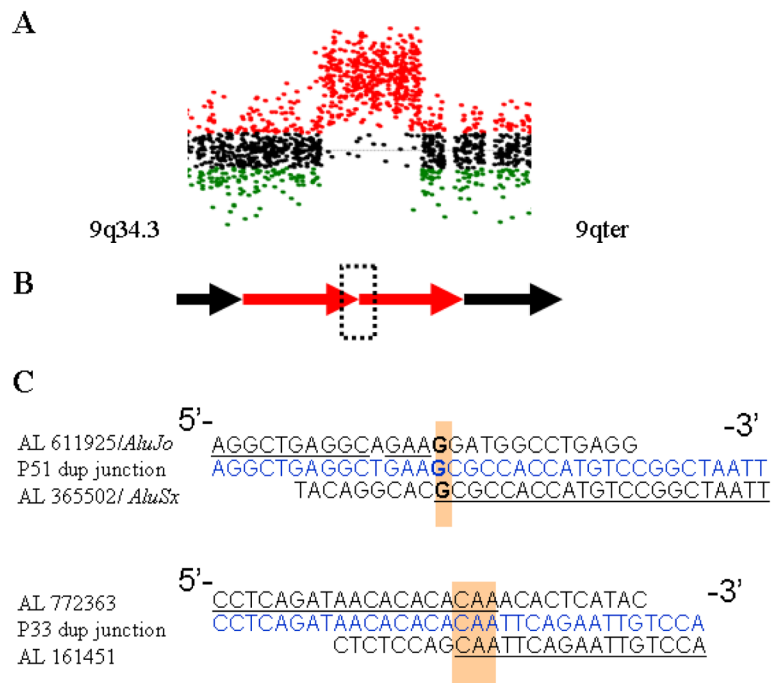 A
9q34.3 9qter
B
C
5'- -3'
AL 611925/AluJo AGGCTGAGGCAGAAGGATGGCCTGAGG
P51 dup junction AGGCTGAGGCTGAAGCGCCACCATGTCCGGCTAATT
AL 365502/ AluSx TACAGGCACGCGCCACCATGTCCGGCTAATT
5'- -3'
AL 772363 CCTCAGATAACACACACAAACACTCATAC
P33 dup junction CCTCAGATAACACACACAATTCAGAATTGTCCA
AL 161451 CTCTCCAGCAATTCAGAATTGTCCA